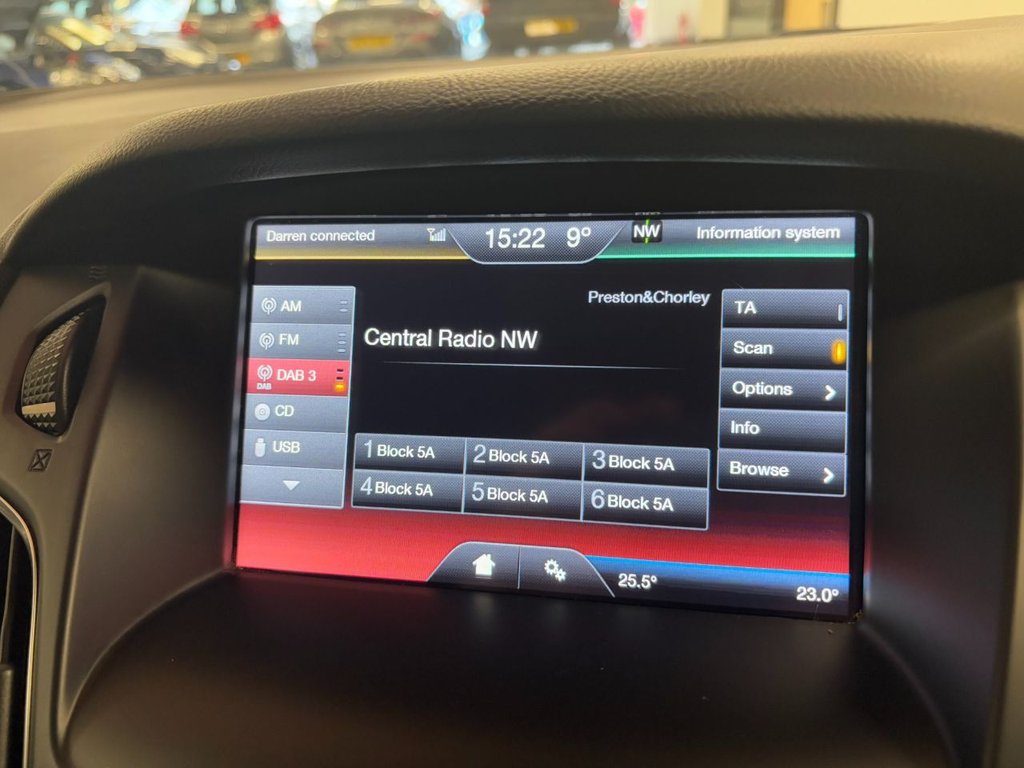 Darren connected
15:22 9°
NW
Information system
Preston&Chorley
Central Radio NW
AM
FM
DAB DAB 3
CD
USB
TA
Scan
Options
Info
Browse
1 Block 5A
2 Block 5A
3 Block 5A
4 Block 5A
5 Block 5A
6 Block 5A
25.5°
23.0°